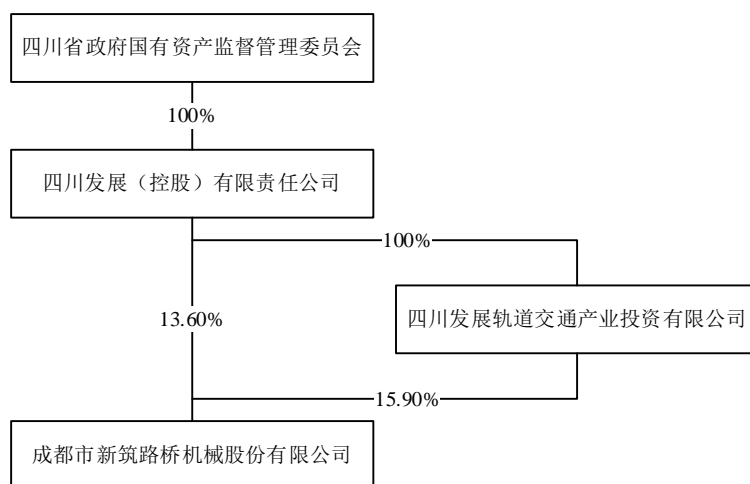 四川省政府国有资产监督管理委员会
100%
四川发展（控股）有限责任公司
100%
四川发展轨道交通产业投资有限公司
13.60%
15.90%
成都市新筑路桥机械股份有限公司